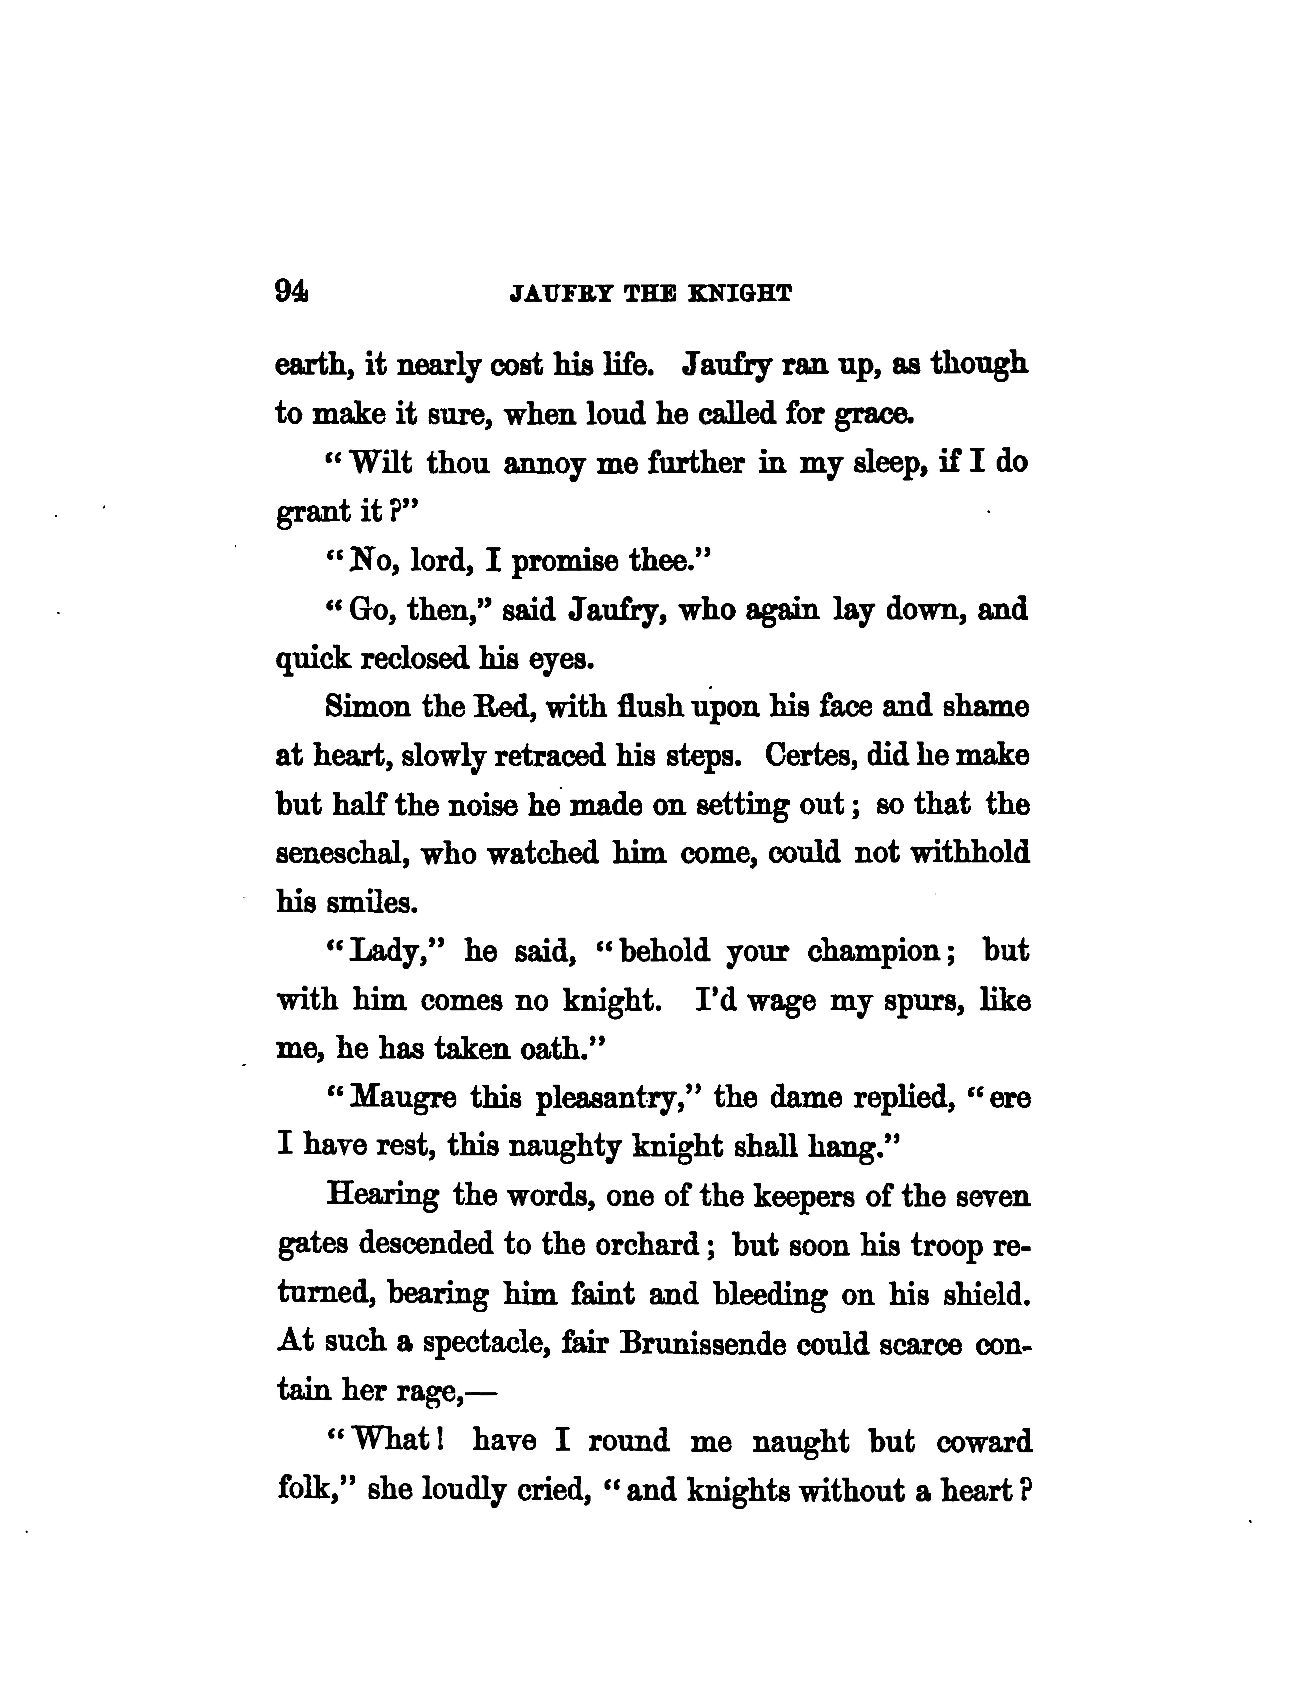 94 JAUFRY THE KNIGHT
earth, it nearly cost his life. Jaufry ran up, as though
to make it sure, when loud he called for grace.
“Wilt thou annoy me further in my sleep, if I do
grant it?”
“No, lord, I promise thee.”
“Go, then,” said Jaufry, who again lay down, and
quick reclosed his eyes.
Simon the Red, with flush upon his face and shame
at heart, slowly retraced his steps. Certes, did he make
but half the noise he made on setting out; so that the
seneschal, who watched him come, could not withhold
his smiles.
“Lady,” he said, “behold your champion; but
with him comes no knight. I’d wage my spurs, like
me, he has taken oath.”
“Maugre this pleasantry,” the dame replied, “ere
I have rest, this naughty knight shall hang.”
Hearing the words, one of the keepers of the seven
gates descended to the orchard; but soon his troop re-
turned, bearing him faint and bleeding on his shield.
At such a spectacle, fair Brunissende could scarce con-
tain her rage,—
“What! have I round me naught but coward
folk,” she loudly cried, “and knights without a heart?